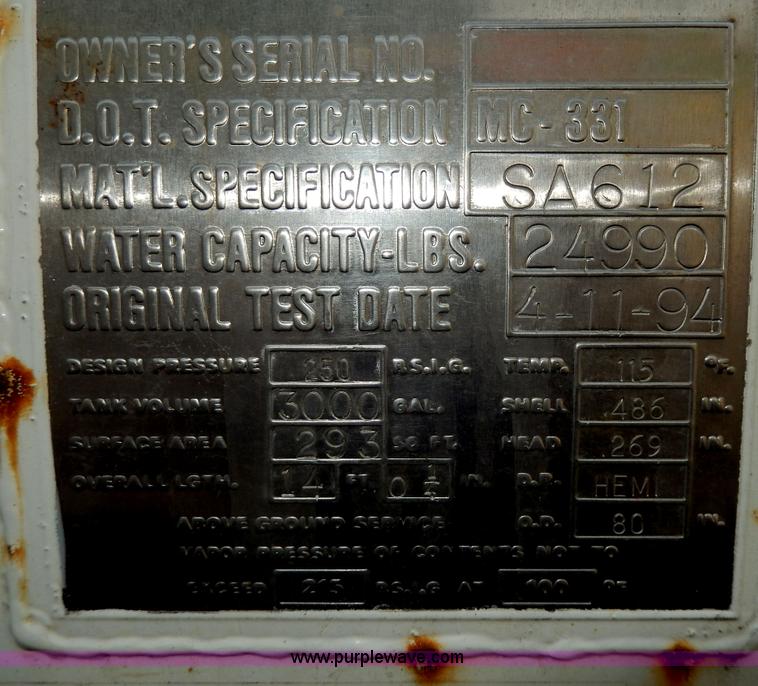 OWNER'S SERIAL NO.
D.O.T. SPECIFICATION MC-331
MAT'L. SPECIFICATION SA612
WATER CAPACITY-LBS. 24990
ORIGINAL TEST DATE 4-11-94
DESIGN PRESSURE 250 P.S.I.G. TEMP. 115 °F.
TANK VOLUME 3000 GAL. SHELL .486 IN.
SURFACE AREA 293 SQ FT. HEAD .269 IN.
OVERALL LGTH. 14 FT. 0 1/4 IN. D.R. HEMI
ABOVE GROUND SERVICE O.D. 80 IN.
VAPOR PRESSURE OF CONTENTS NOT TO
EXCEED 215 P.S.I.G AT 100 °F
www.purplewave.com